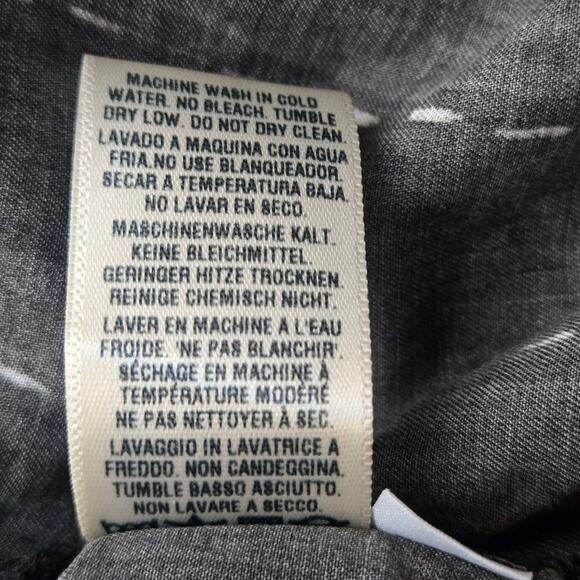 MACHINE WASH IN COLD
WATER. NO BLEACH. TUMBLE
DRY LOW. DO NOT DRY CLEAN.
LAVADO A MAQUINA CON AGUA
FRIA.NO USE BLANQUEADOR.
SECAR A TEMPERATURA BAJA.
NO LAVAR EN SECO.
MASCHINENWASCHE KALT.
KEINE BLEICHMITTEL.
GERINGER HITZE TROCKNEN.
REINIGE CHEMISCH NICHT.
LAVER EN MACHINE A L'EAU
FROIDE. NE PAS BLANCHIR.
SÉCHAGE EN MACHINE À
TEMPÉRATURE MODÉRÉ
NE PAS NETTOYER À SEC.
LAVAGGIO IN LAVATRICE A
FREDDO. NON CANDEGGINA.
TUMBLE BASSO ASCIUTTO.
NON LAVARE A SECCO.